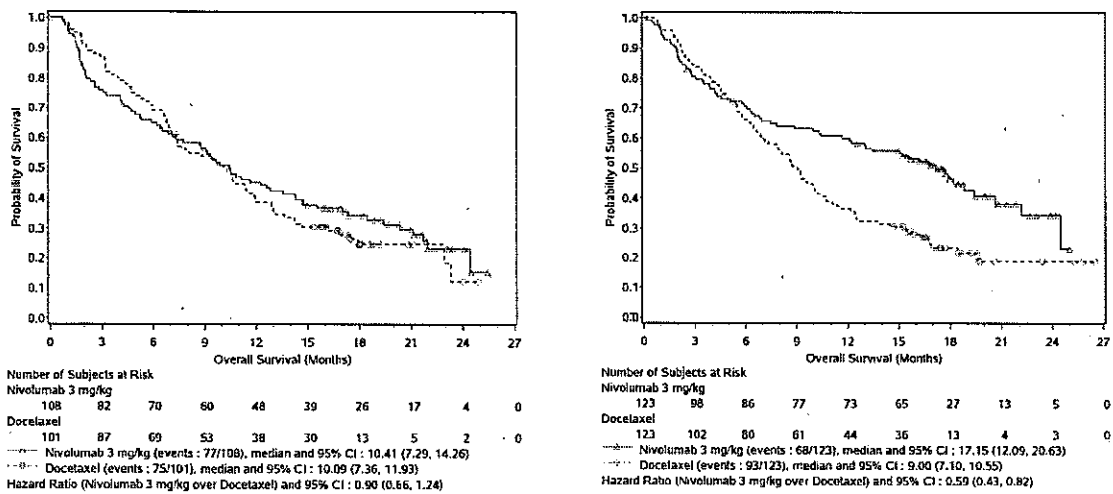 1.0
0.9
0.8
0.7
0.6
0.5
0.4
0.3
0.2
0.1
0.0
Probability of Survival
0 3 6 9 12 15 18 21 24 27
Overall Survival (Months)
Number of Subjects at Risk
Nivolumab 3 mg/kg
108 82 70 60 48 39 26 17 4 0
Docelaxel
101 87 69 53 38 30 13 5 2 0
Nivolumab 3 mg/kg (events : 77/108), median and 95% CI : 10.41 (7.29, 14.26)
Docetaxel (events : 75/101), median and 95% CI : 10.09 (7.36, 11.93)
Hazard Ratio (Nivolumab 3 mg/kg over Docetaxel) and 95% CI : 0.90 (0.66, 1.24)
1.0
0.9
0.8
0.7
0.6
0.5
0.4
0.3
0.2
0.1
0.0
Probability of Survival
0 3 6 9 12 15 18 21 24 27
Overall Survival (Months)
Number of Subjects at Risk
Nivolumab 3 mg/kg
123 98 86 77 73 65 27 13 5 0
Docelaxel
123 102 80 61 44 36 13 4 3 0
Nivolumab 3 mg/kg (events : 68/123), median and 95% CI : 17.15 (12.09, 20.63)
Docetaxel (events : 93/123), median and 95% CI : 9.00 (7.10, 10.55)
Hazard Ratio (Nivolumab 3 mg/kg over Docetaxel) and 95% CI : 0.59 (0.43, 0.82)